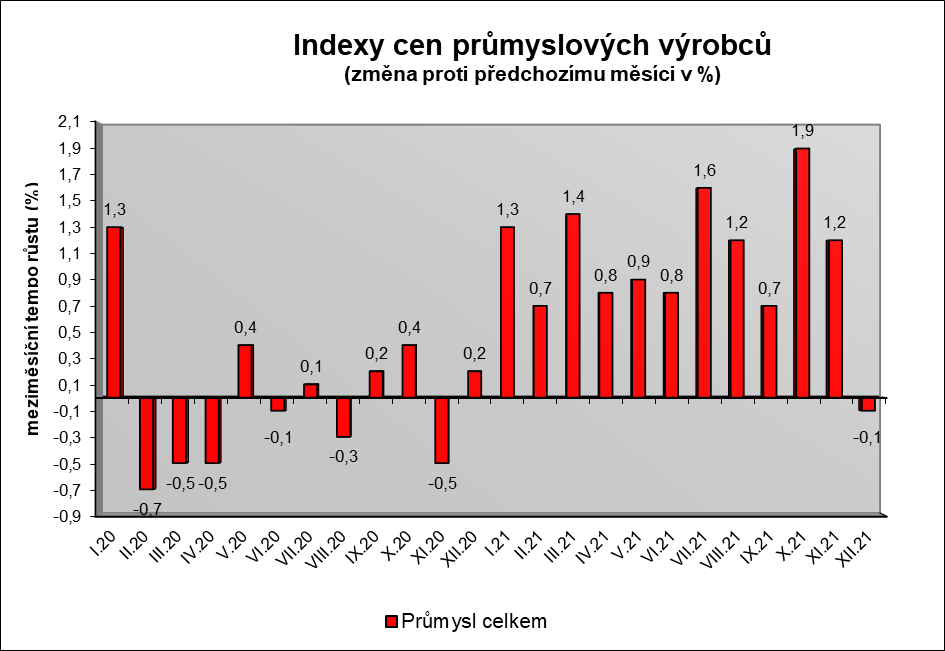 Indexy cen průmyslových výrobců
(změna proti předchozímu měsíci v %)
meziměsíční tempo růstu (%)
2,1
1,9
1,7
1,5
1,3
1,1
0,9
0,7
0,5
0,3
0,1
-0,1
-0,3
-0,5
-0,7
-0,9
1,3
-0,7
-0,5
-0,5
0,4
-0,1
0,1
-0,3
0,2
0,4
-0,5
0,2
1,3
0,7
1,4
0,8
0,9
0,8
1,6
1,2
0,7
1,9
1,2
-0,1
I.20
II.20
III.20
IV.20
V.20
VI.20
VII.20
VIII.20
IX.20
X.20
XI.20
XII.20
I.21
II.21
III.21
IV.21
V.21
VI.21
VII.21
VIII.21
IX.21
X.21
XI.21
XII.21
Průmysl celkem